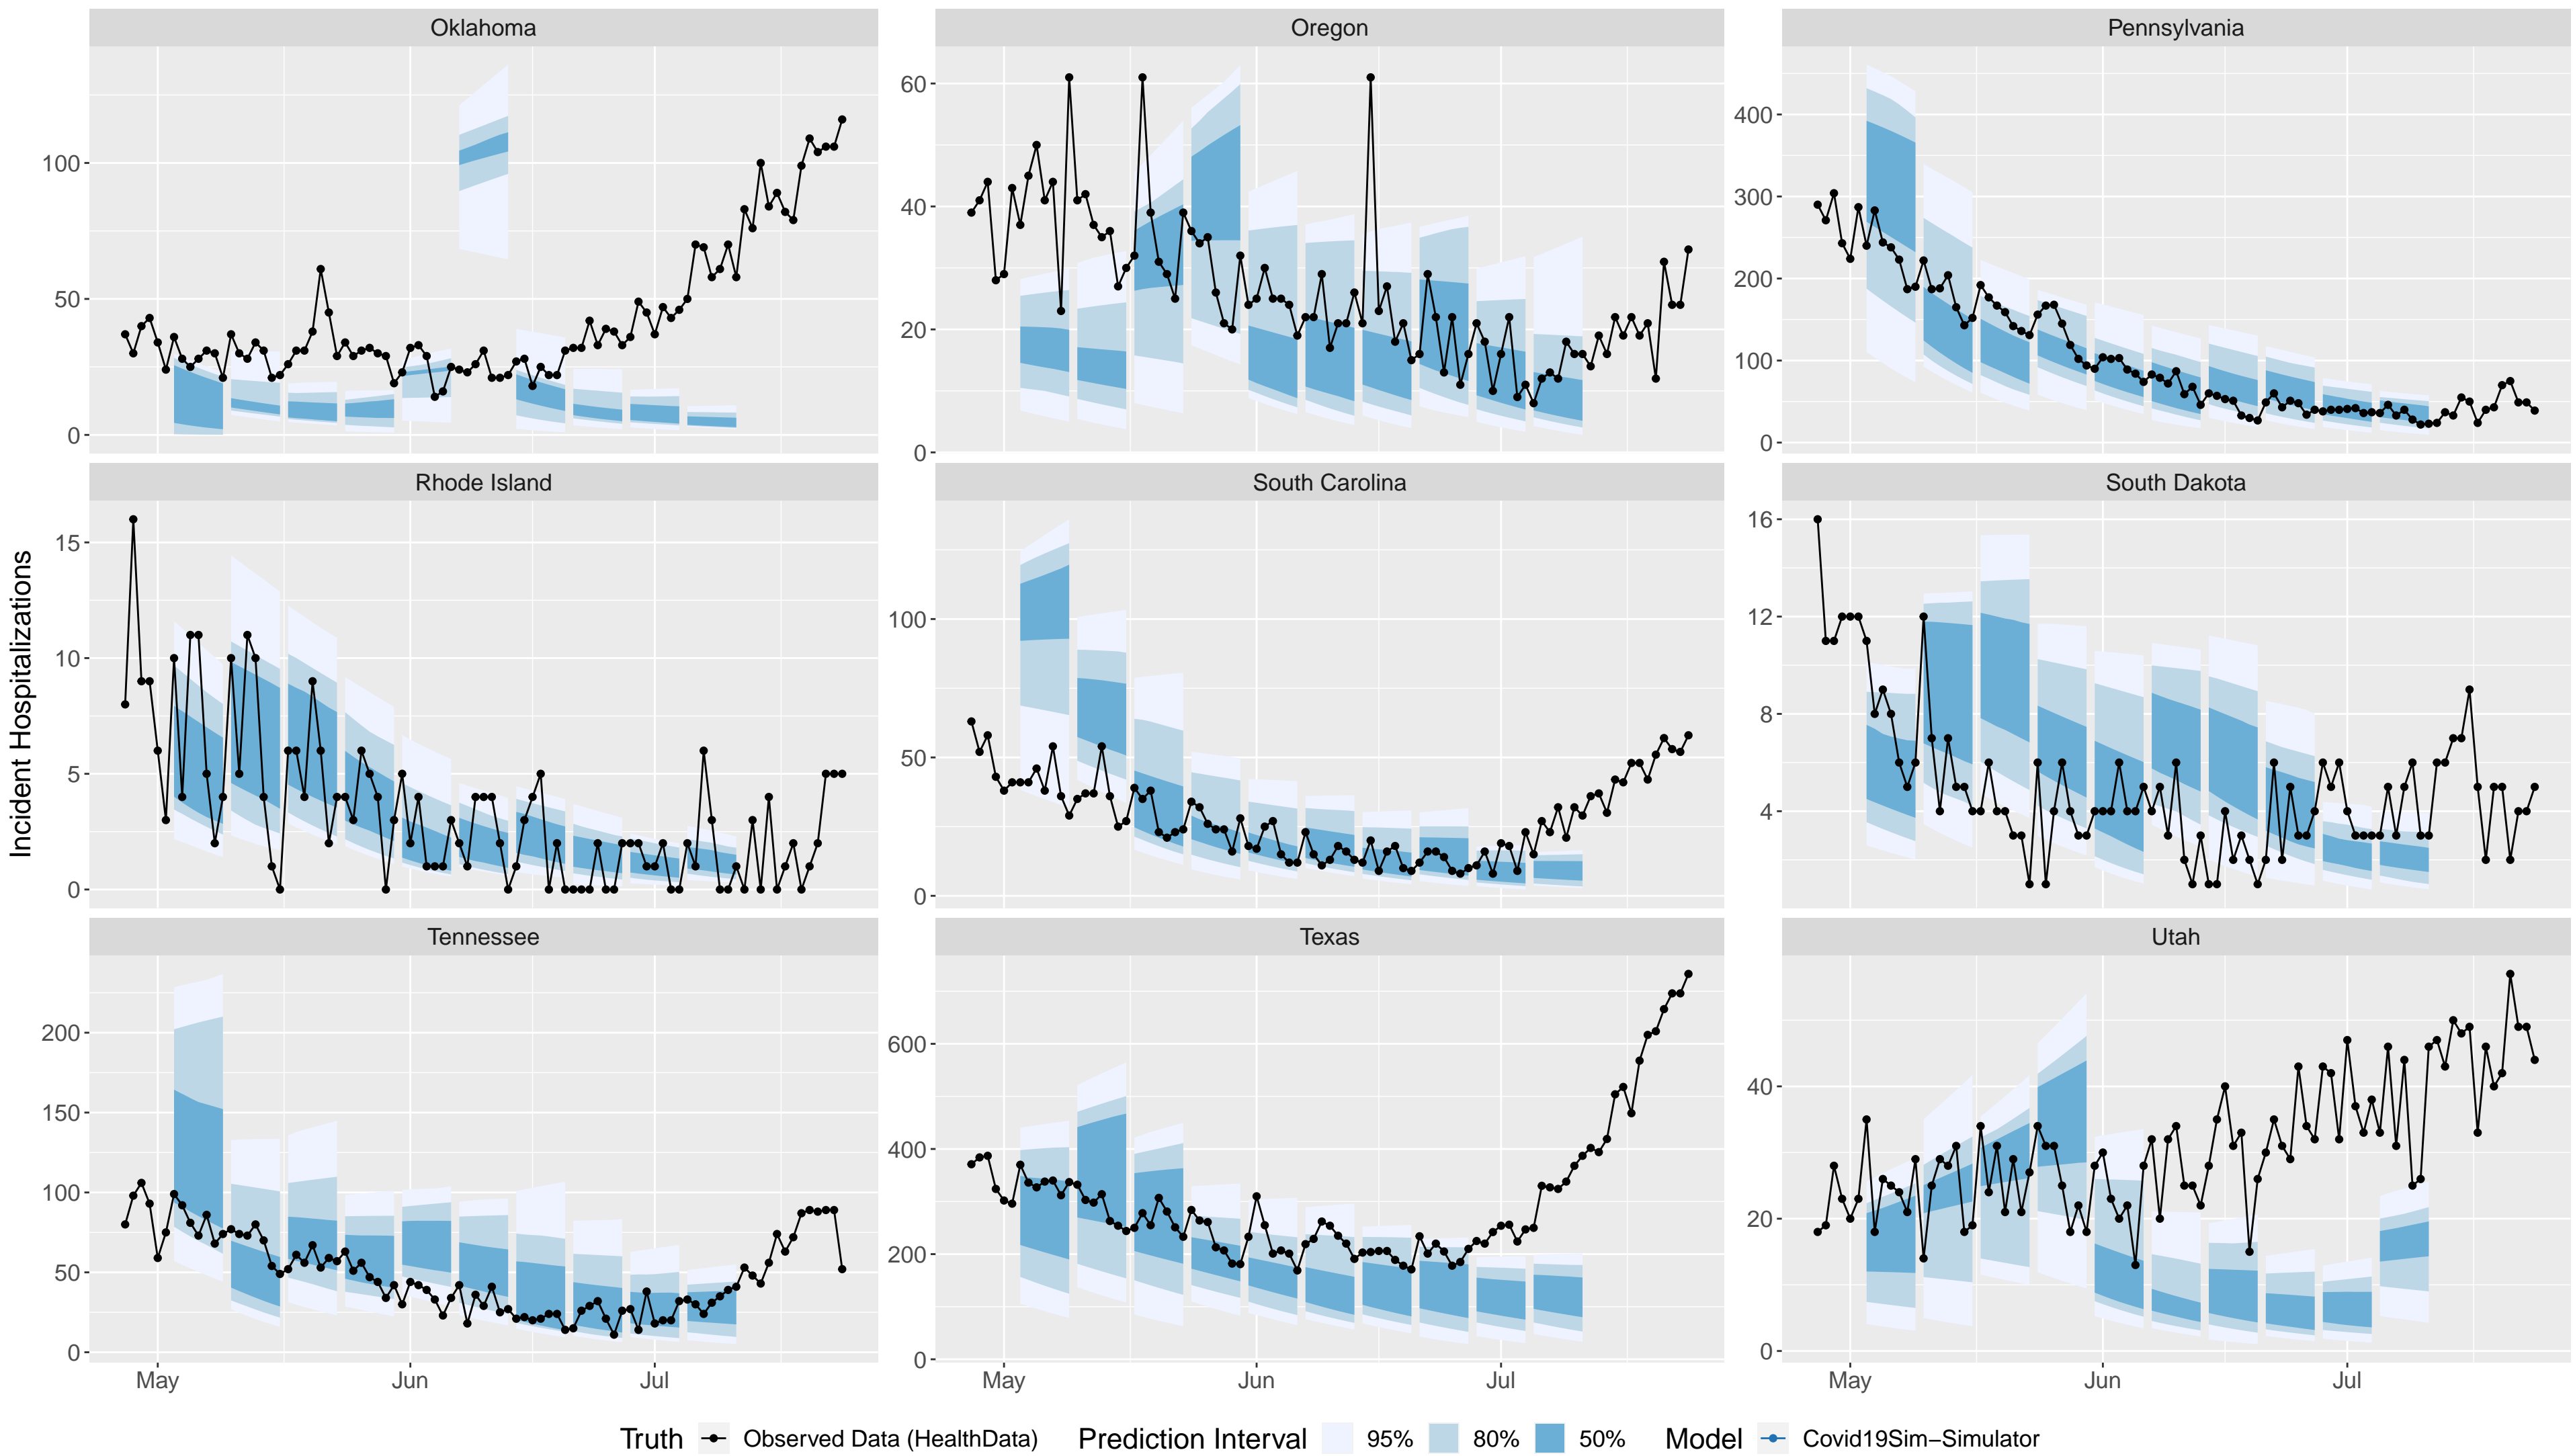 Oklahoma
Oregon
Pennsylvania
100
50
0
60
40
20
0
400
300
200
100
0
Rhode Island
South Carolina
South Dakota
Incident Hospitalizations
15
10
5
0
100
50
0
16
12
8
4
Tennessee
Texas
Utah
200
150
100
50
0
600
400
200
0
40
20
0
May Jun Jul
May Jun Jul
May Jun Jul
Truth Observed Data (HealthData) Prediction Interval 95% 80% 50% Model Covid19Sim−Simulator